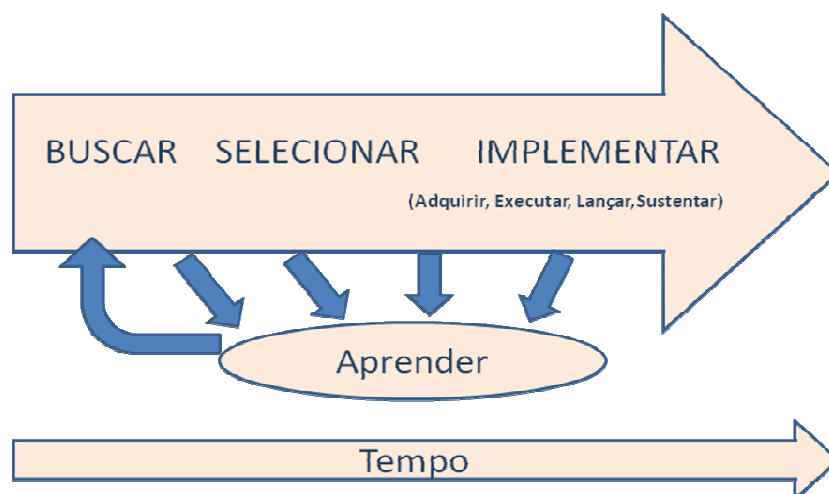 BUSCAR SELECIONAR IMPLEMENTAR
(Adquirir, Executar, Lançar, Sustentar)
Aprender
Tempo